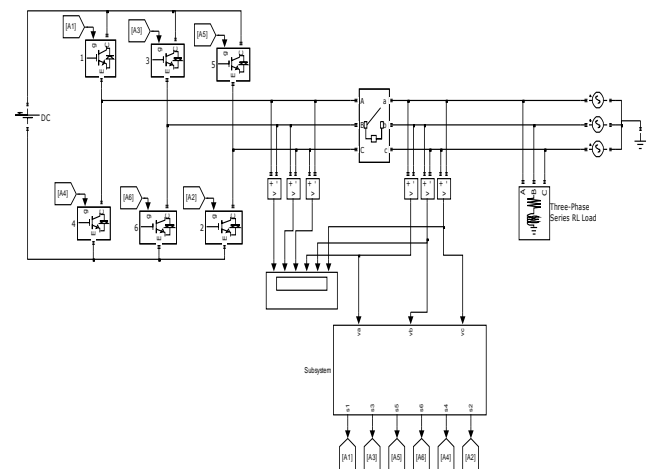 [A1]
[A3]
[A5]
g C
g C
g C
1
3
5
E
E
E
DC
A a
B b
C c
[A4]
[A6]
[A2]
g C
g C
g C
4
6
2
E
E
E
+ - v
+ - v
+ - v
+ - v
+ - v
+ - v
A B C
Three-Phase
Series RL Load
va vb vc
Subsystem
s1 s3 s5 s6 s4 s2
[A1] [A3] [A5] [A6] [A4] [A2]